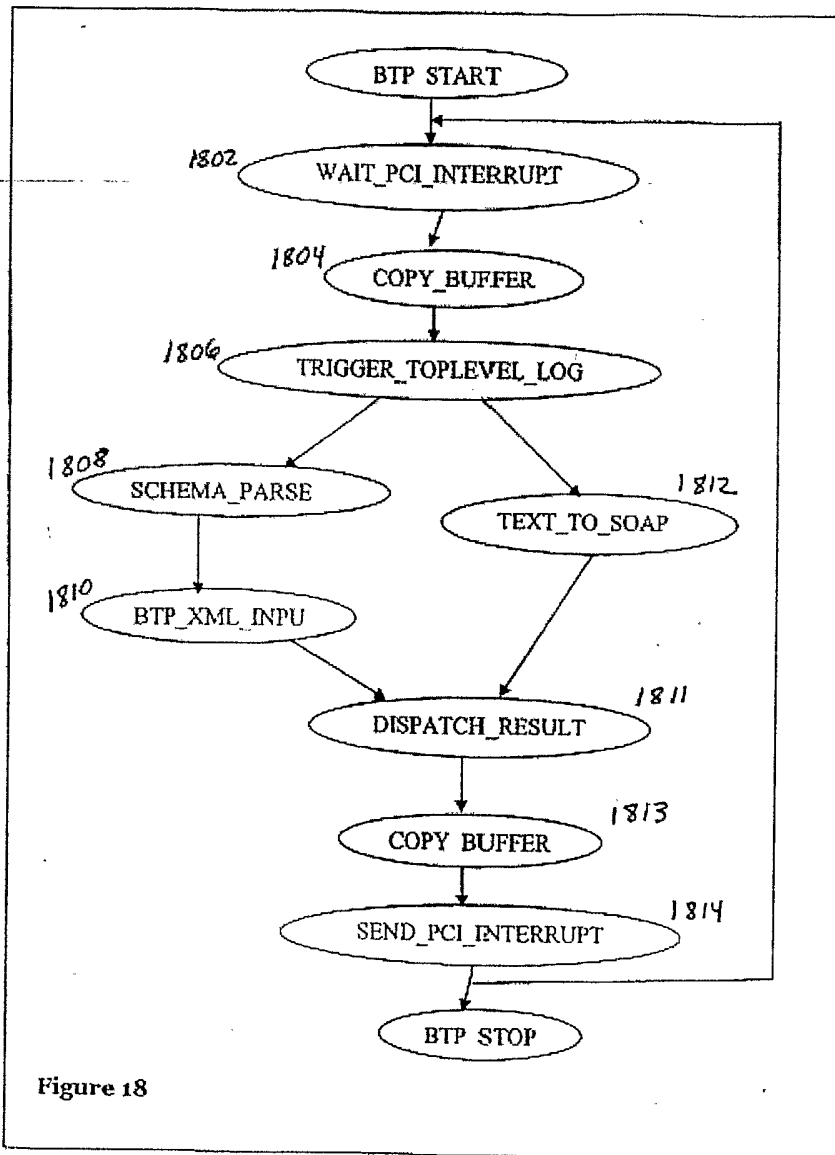 BTP START
1802
WAIT_PCI_INTERRUPT
1804
COPY_BUFFER
1806
TRIGGER_TOPLEVEL_LOG
1808
SCHEMA_PARSE
1812
TEXT_TO_SOAP
1810
BTP_XML_INPU
1811
DISPATCH_RESULT
1813
COPY BUFFER
1814
SEND_PCI_INTERRUPT
BTP STOP
Figure 18